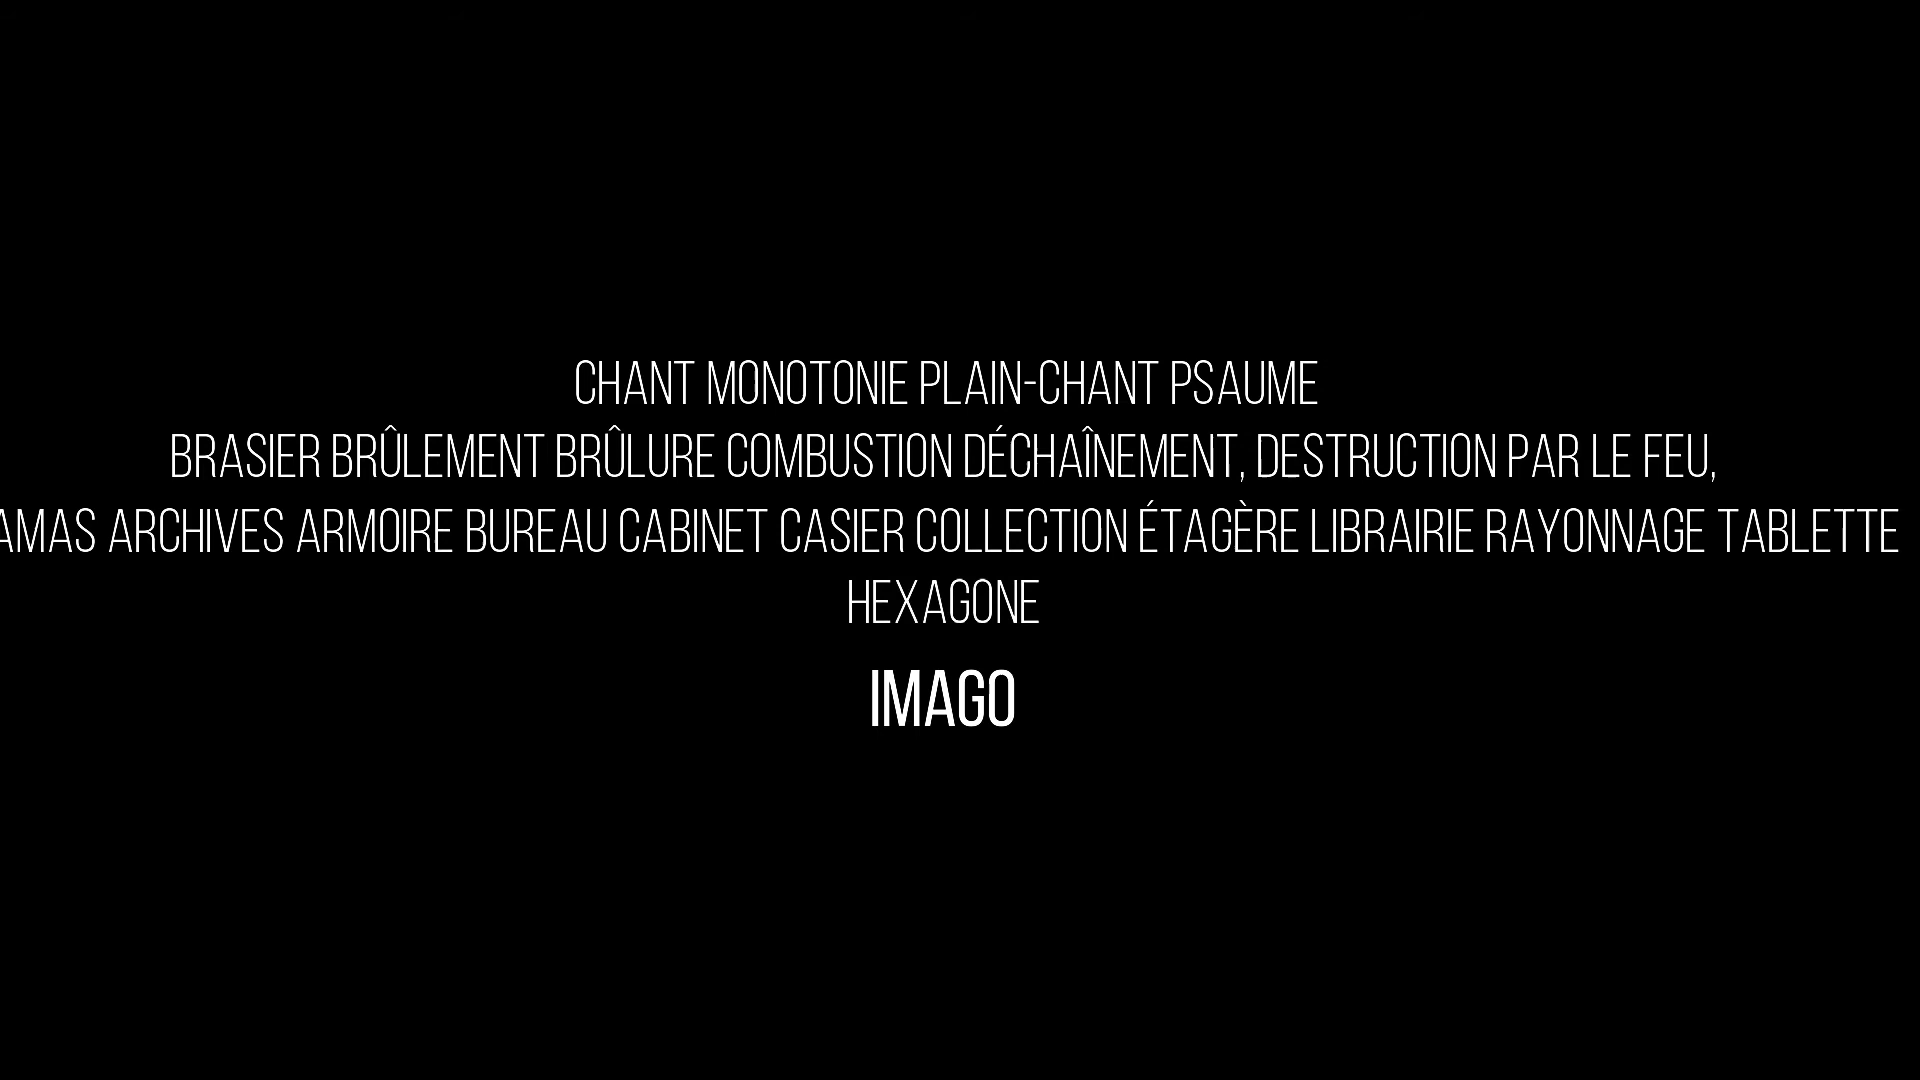 CHANT MONOTONIE PLAIN-CHANT PSAUME
BRASIER BRÛLEMENT BRÛLURE COMBUSTION DÉCHAÎNEMENT, DESTRUCTION PAR LE FEU,
AMAS ARCHIVES ARMOIRE BUREAU CABINET CASIER COLLECTION ÉTAGÈRE LIBRAIRIE RAYONNAGE TABLETTE
HEXAGONE
IMAGO